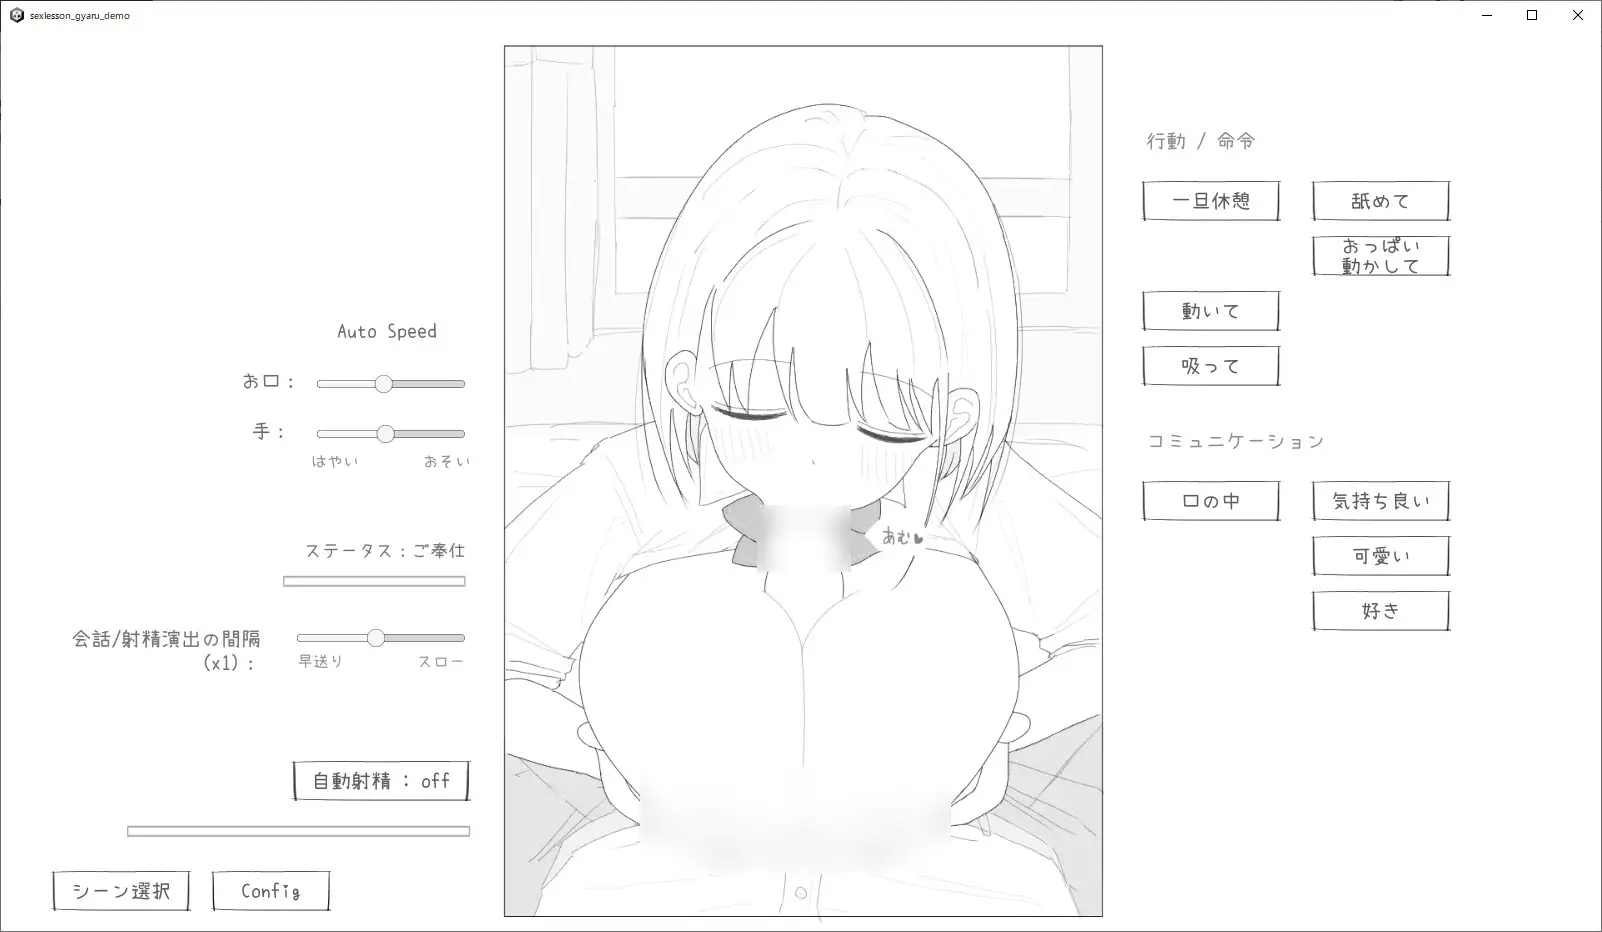 sexlesson_gyaru_demo
行動 / 命令
一旦休憩
舐めて
おっぱい
動かして
動いて
吸って
Auto Speed
お口：
手：
はやい
おそい
コミュニケーション
口の中
気持ち良い
可愛い
好き
あむ♥
ステータス：ご奉仕
会話/射精演出の間隔
(x1)：
早送り
スロー
自動射精 ： off
シーン選択
Config